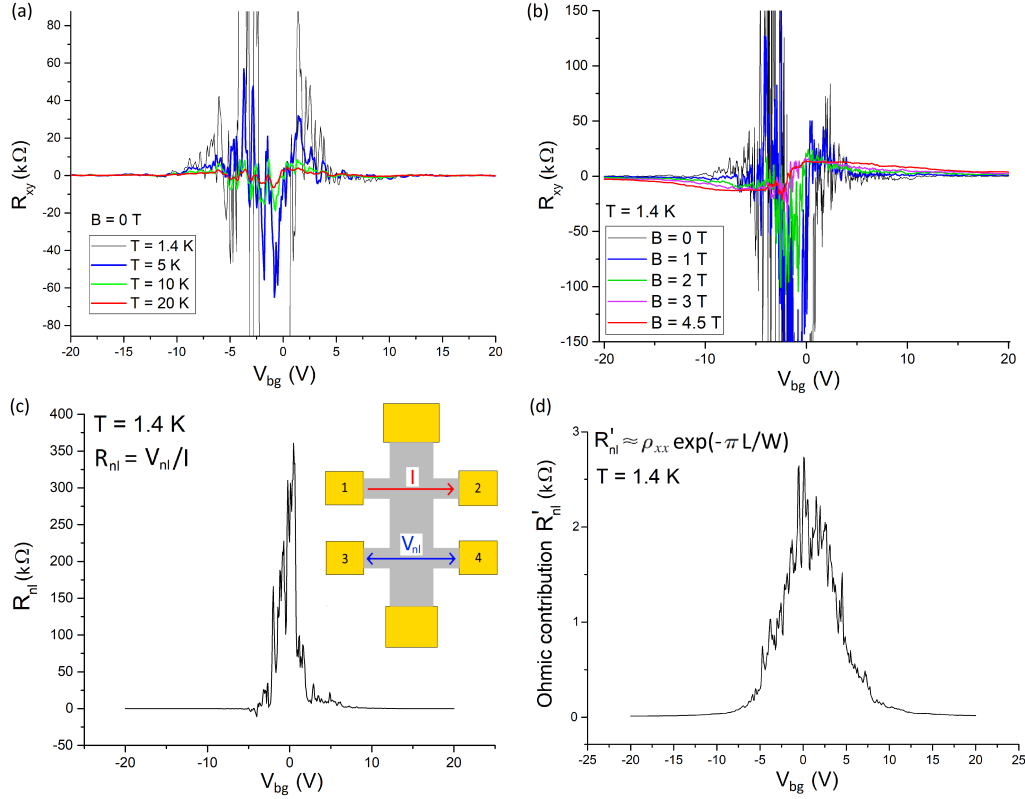 (a)
80
60
40
20
0
-20
-40
-60
-80
R_xy (kΩ)
B = 0 T
T = 1.4 K
T = 5 K
T = 10 K
T = 20 K
-20 -15 -10 -5 0 5 10 15 20
V_bg (V)
(b)
150
100
50
0
-50
-100
-150
R_xy (kΩ)
T = 1.4 K
B = 0 T
B = 1 T
B = 2 T
B = 3 T
B = 4.5 T
-20 -10 0 10 20
V_bg (V)
(c)
400
350
300
250
200
150
100
50
0
-50
R_nl (kΩ)
T = 1.4 K
R_nl = V_nl/I
1 I 2
3 V_nl 4
-20 -10 0 10 20
V_bg (V)
(d)
3
2
1
0
Ohmic contribution R'_nl (kΩ)
R'_nl ≈ ρ_xx exp(-π L/W)
T = 1.4 K
-25 -20 -15 -10 -5 0 5 10 15 20 25
V_bg (V)